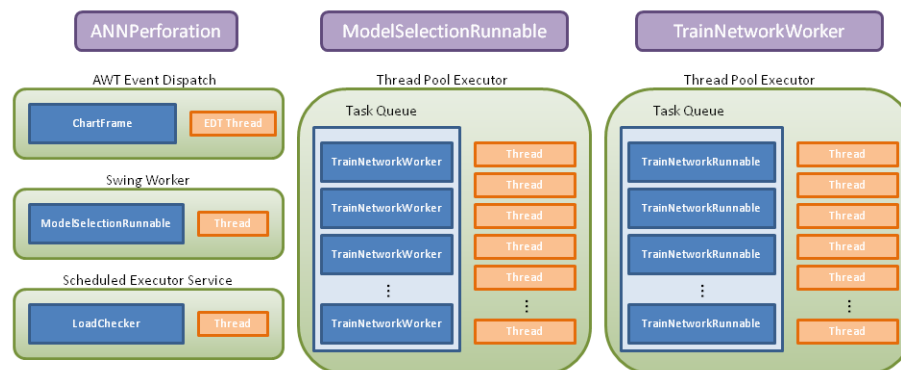 ANNPerforation
ModelSelectionRunnable
TrainNetworkWorker
AWT Event Dispatch
ChartFrame
EDT Thread
Swing Worker
ModelSelectionRunnable
Thread
Scheduled Executor Service
LoadChecker
Thread
Thread Pool Executor
Task Queue
TrainNetworkWorker
TrainNetworkWorker
TrainNetworkWorker
⋮
TrainNetworkWorker
Thread
Thread
Thread
Thread
Thread
⋮
Thread
Thread Pool Executor
Task Queue
TrainNetworkRunnable
TrainNetworkRunnable
TrainNetworkRunnable
⋮
TrainNetworkRunnable
Thread
Thread
Thread
Thread
Thread
⋮
Thread